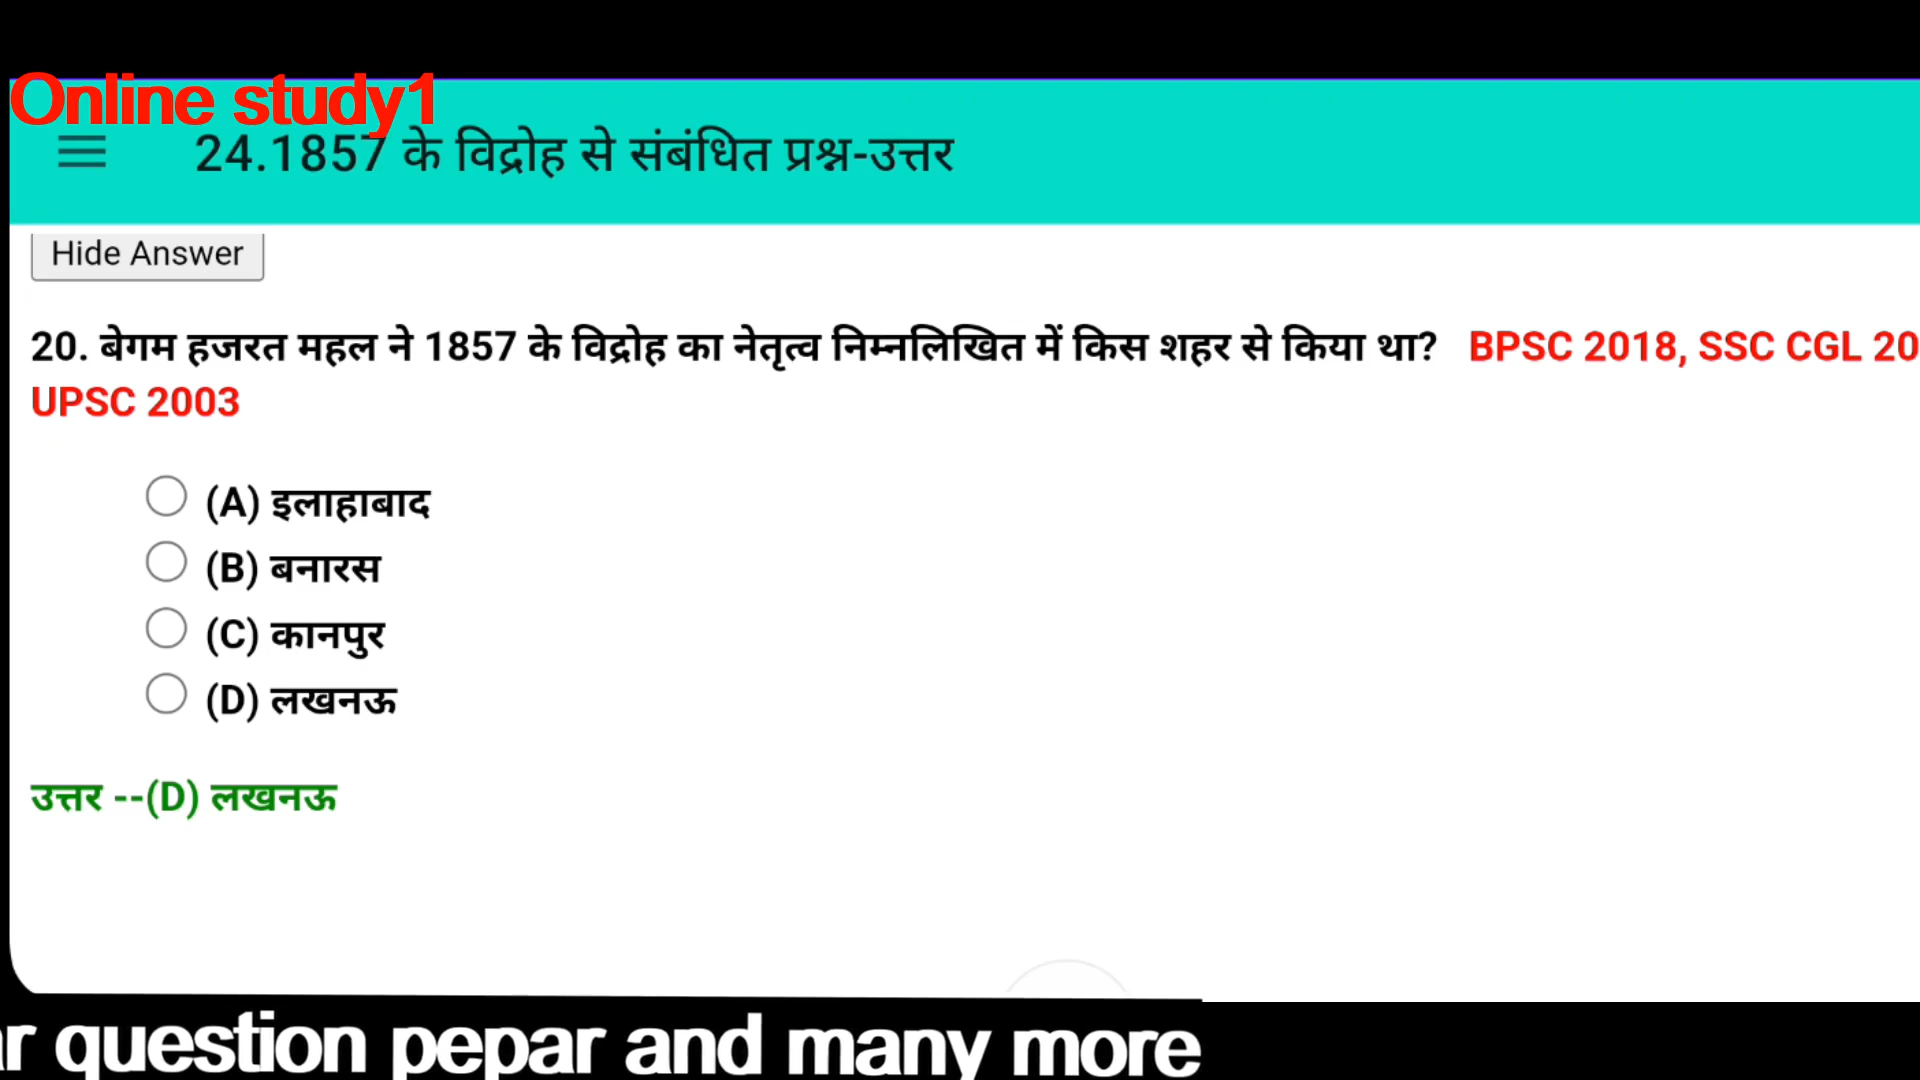 Online study1
24.1857 के विद्रोह से संबंधित प्रश्न-उत्तर
Hide Answer
20. बेगम हजरत महल ने 1857 के विद्रोह का नेतृत्व निम्नलिखित में किस शहर से किया था? BPSC 2018, SSC CGL 20
UPSC 2003
(A) इलाहाबाद
(B) बनारस
(C) कानपुर
(D) लखनऊ
उत्तर --(D) लखनऊ
r question pepar and many more